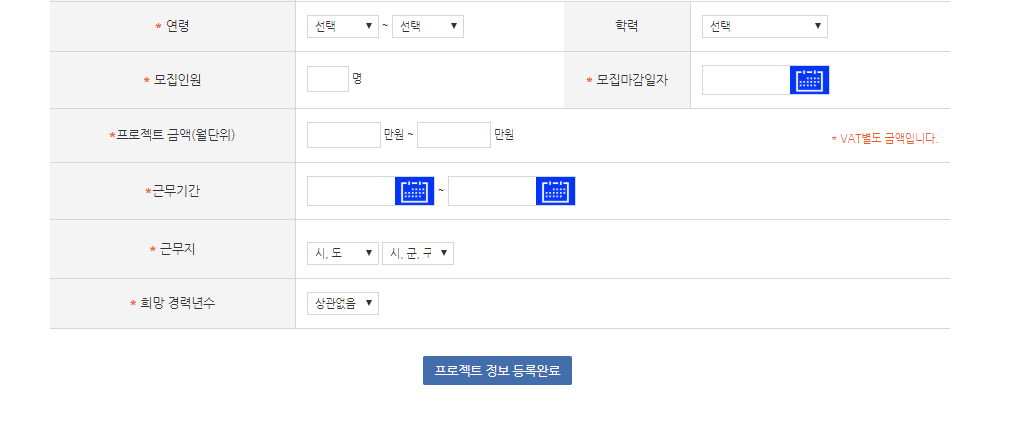 * 연령 선택 ~ 선택 학력 선택
* 모집인원 명 * 모집마감일자
*프로젝트 금액(월단위) 만원 ~ 만원 * VAT별도 금액입니다.
*근무기간 ~
* 근무지 시, 도 시, 군, 구
* 희망 경력년수 상관없음
프로젝트 정보 등록완료